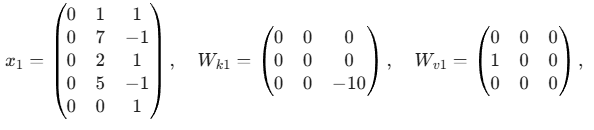 $x_1 = \begin{pmatrix} 0 & 1 & 1 \\ 0 & 7 & -1 \\ 0 & 2 & 1 \\ 0 & 5 & -1 \\ 0 & 0 & 1 \end{pmatrix}, \quad W_{k1} = \begin{pmatrix} 0 & 0 & 0 \\ 0 & 0 & 0 \\ 0 & 0 & -10 \end{pmatrix}, \quad W_{v1} = \begin{pmatrix} 0 & 0 & 0 \\ 1 & 0 & 0 \\ 0 & 0 & 0 \end{pmatrix},$